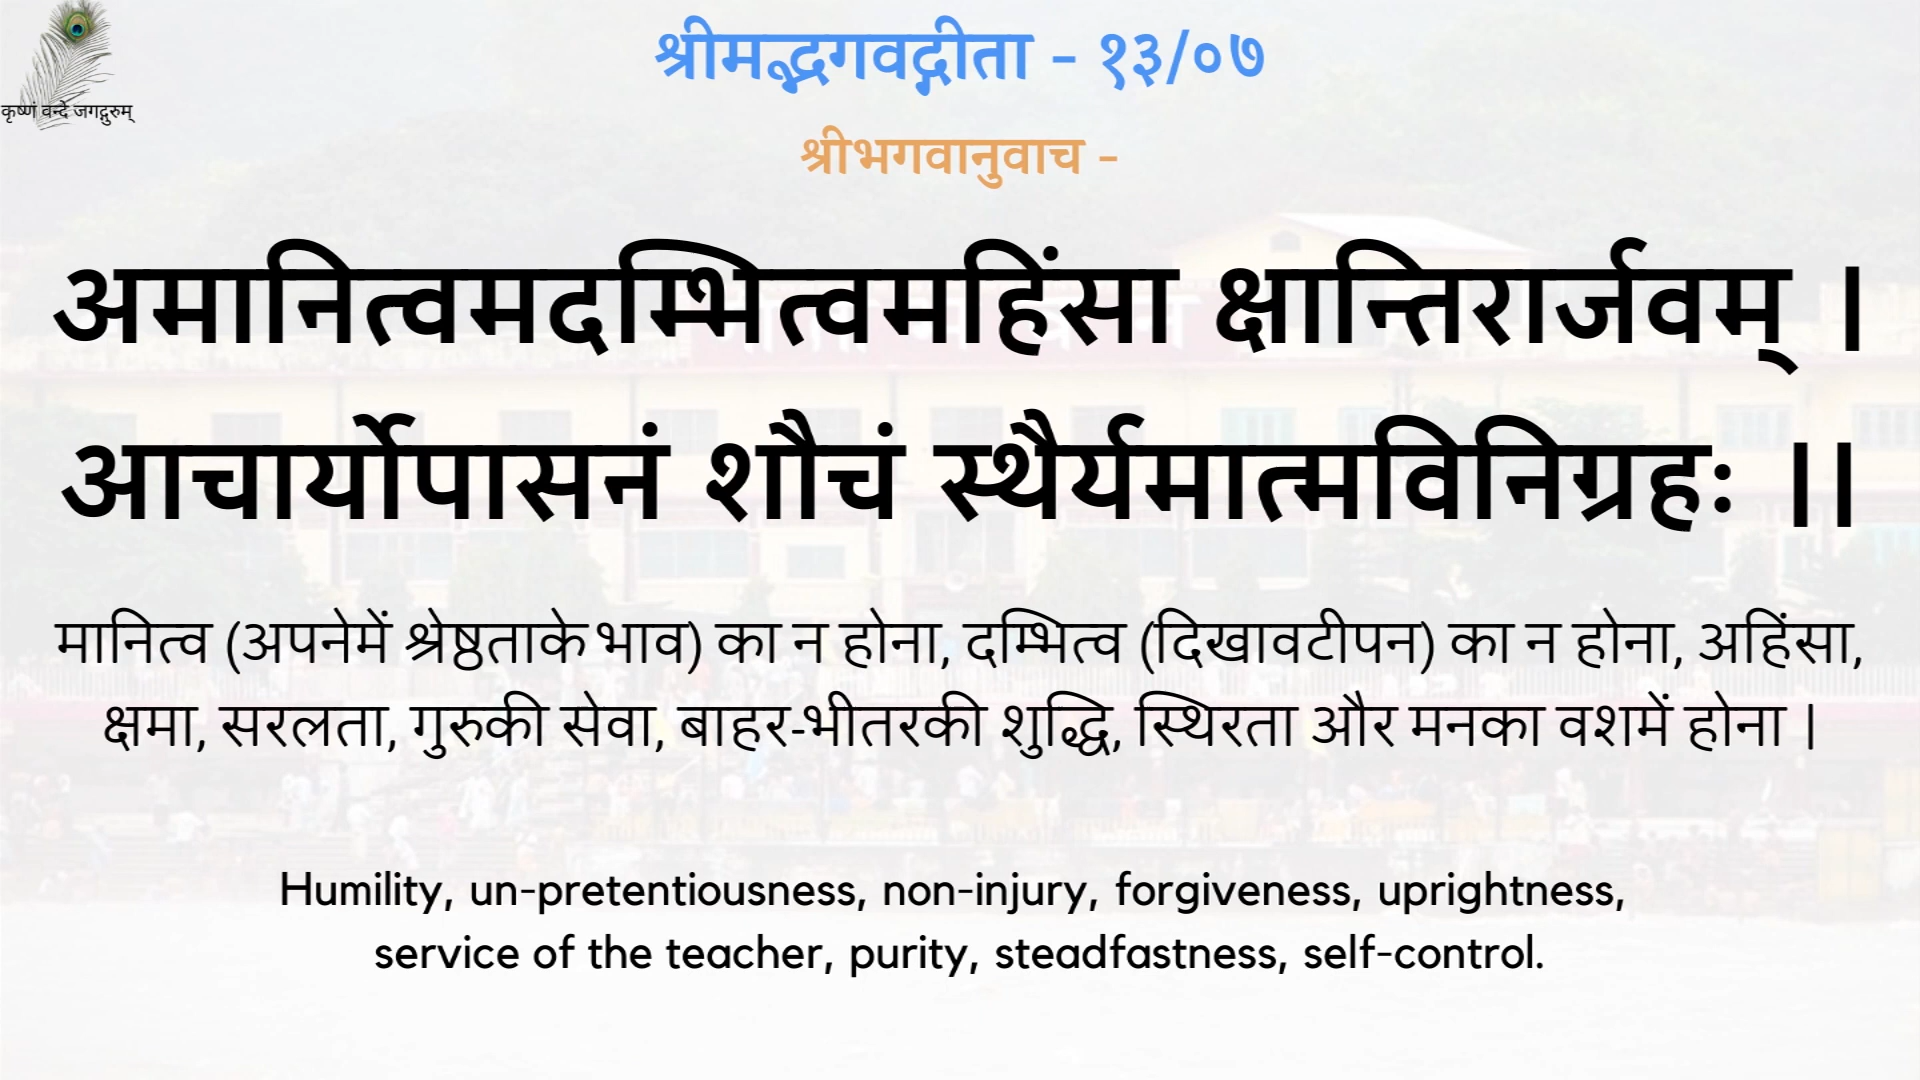 कृष्णं वन्दे जगद्गुरुम्
श्रीमद्भगवद्गीता - १३/०७
श्रीभगवानुवाच -
अमानित्वमदम्भित्वमहिंसा क्षान्तिरार्जवम् ।
आचार्योपासनं शौचं स्थैर्यमात्मविनिग्रहः ।।
मानित्व (अपनेमें श्रेष्ठताके भाव) का न होना, दम्भित्व (दिखावटीपन) का न होना, अहिंसा,
क्षमा, सरलता, गुरुकी सेवा, बाहर-भीतरकी शुद्धि, स्थिरता और मनका वशमें होना |
Humility, un-pretentiousness, non-injury, forgiveness, uprightness,
service of the teacher, purity, steadfastness, self-control.